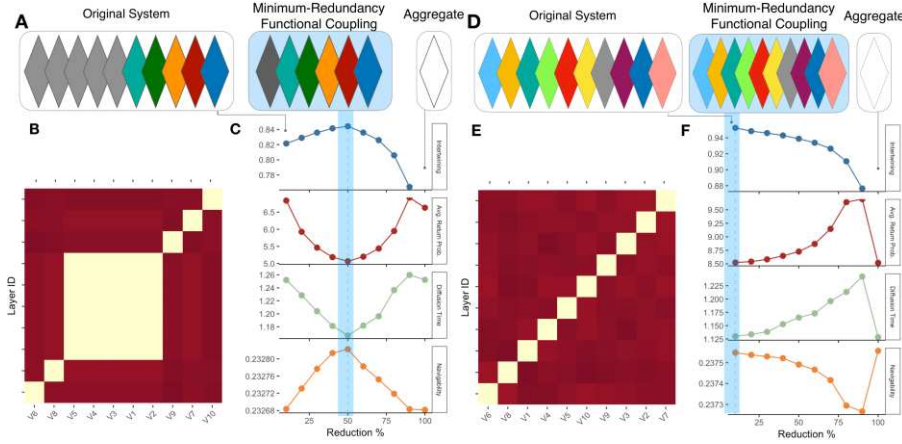 A
Original System
Minimum-Redundancy
Functional Coupling
Aggregate
D
Original System
Minimum-Redundancy
Functional Coupling
Aggregate
B
Layer ID
V6
V8
V5
V4
V3
V1
V2
V9
V7
V10
C
0.84
0.82
0.80
0.78
Intertwining
6.5
6.0
5.5
5.0
Avg. Return Prob.
1.26
1.24
1.22
1.20
1.18
Diffusion Time
0.23280
0.23276
0.23272
0.23268
Navigability
25
50
75
100
Reduction %
E
Layer ID
V6
V8
V1
V4
V5
V10
V9
V3
V2
V7
F
0.94
0.92
0.90
0.88
Intertwining
9.50
9.25
9.00
8.75
8.50
Avg. Return Prob.
1.225
1.200
1.175
1.150
1.125
Diffusion Time
0.2375
0.2374
0.2373
Navigability
25
50
75
100
Reduction %